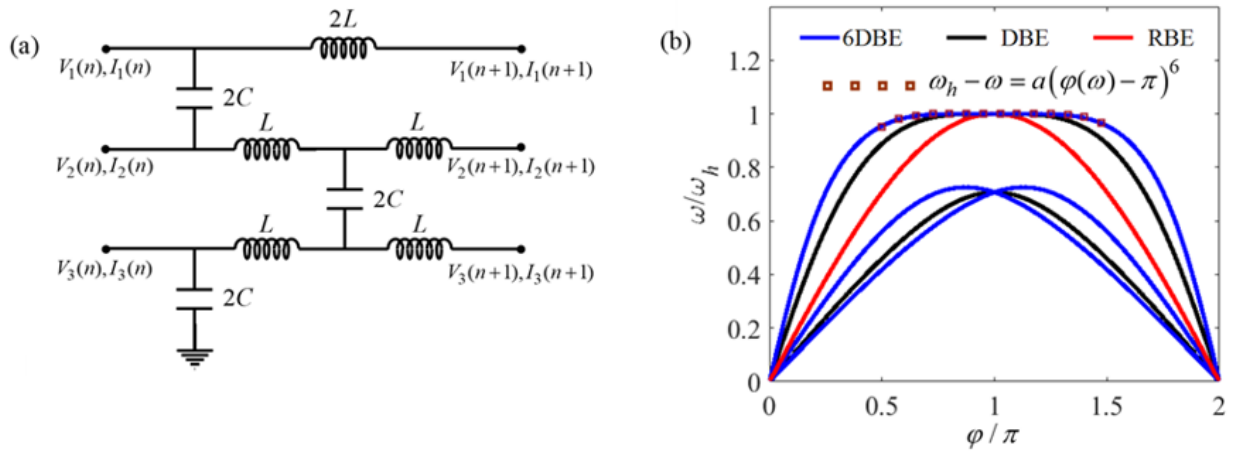 (a)
2L
V₁(n), I₁(n)
V₁(n+1), I₁(n+1)
2C
L
L
V₂(n), I₂(n)
V₂(n+1), I₂(n+1)
2C
L
L
V₃(n), I₃(n)
V₃(n+1), I₃(n+1)
2C
(b)
6DBE DBE RBE
ω_h − ω = a(φ(ω) − π)⁶
1.2
1
0.8
0.6
0.4
0.2
0
ω/ω_h
0 0.5 1 1.5 2
φ/π